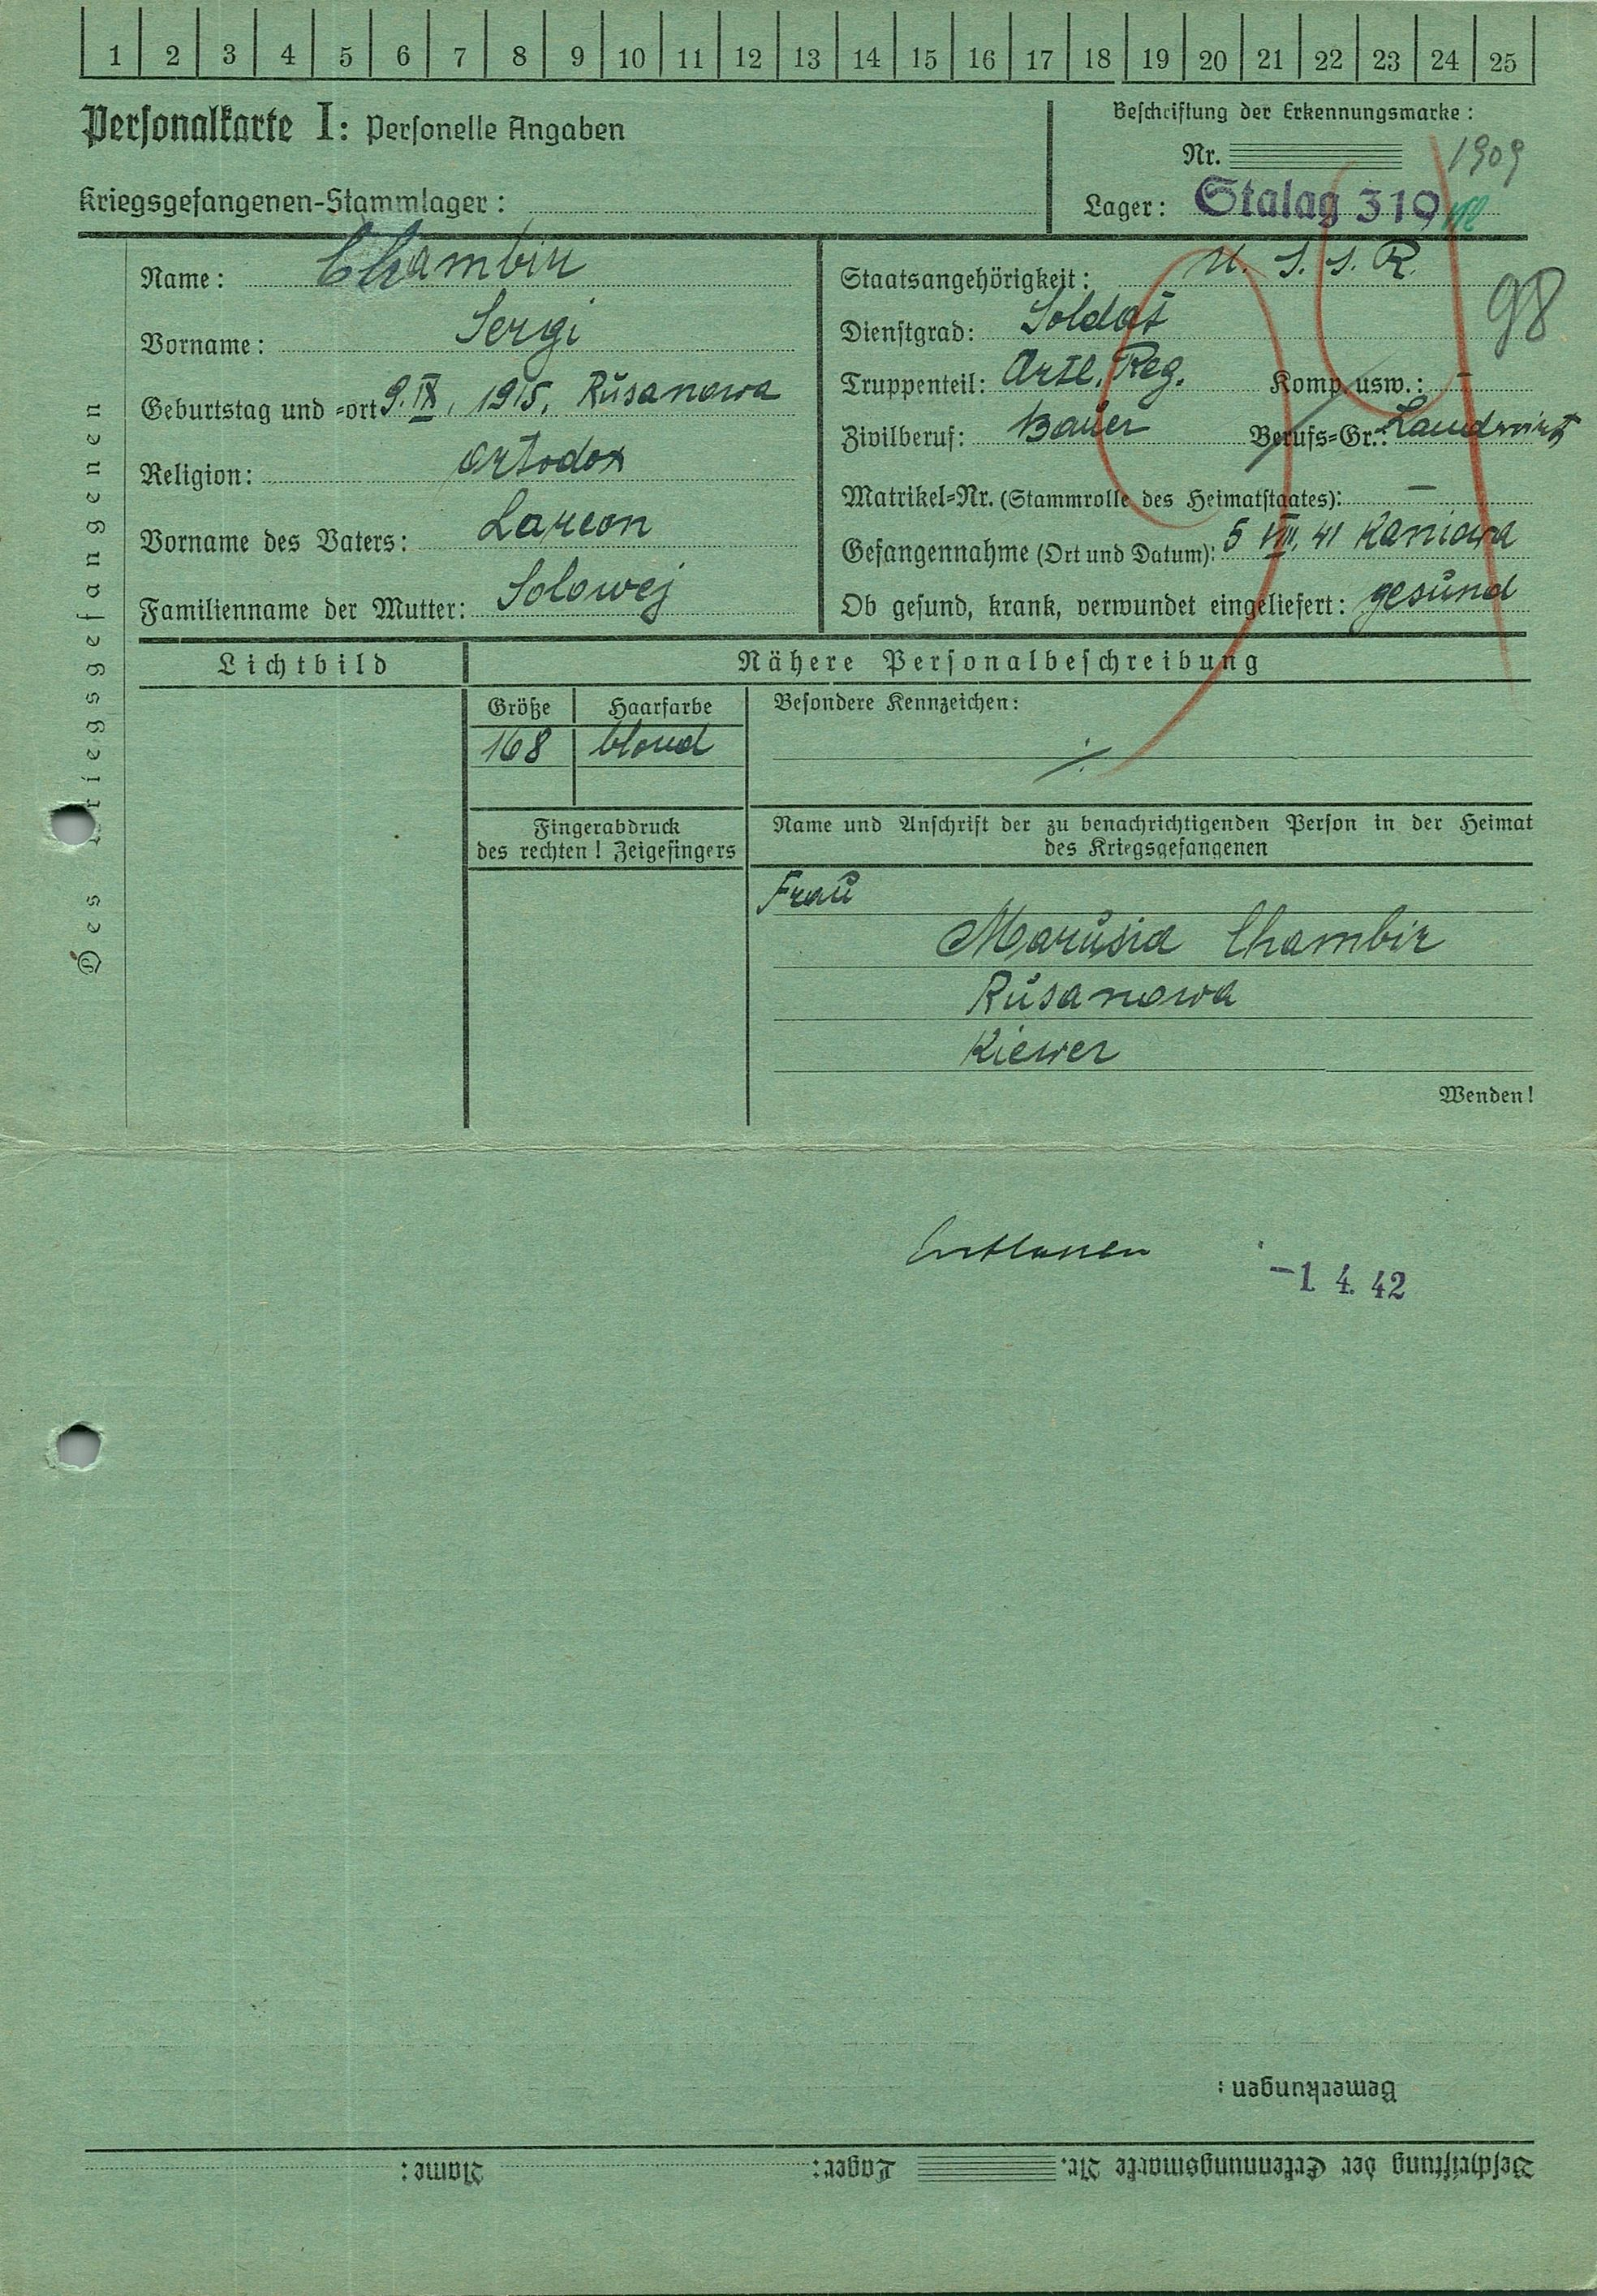 1 2 3 4 5 6 7 8 9 10 11 12 13 14 15 16 17 18 19 20 21 22 23 24 25
Personalkarte I: Personelle Angaben
Beschriftung der Erkennungsmarke:
Nr. 1909
Kriegsgefangenen-Stammlager:
Lager: Stalag 319
Des Kriegsgefangenen
Name: Chambir
Staatsangehörigkeit: U. S. S. R.
98
Vorname: Sergi
Dienstgrad: Soldat
Geburtstag und -ort 9. IX. 1915. Rusanowa
Truppenteil: Artl. Reg. Komp. usw.: -
Zivilberuf: Bauer Berufs-Gr.: Landwirt
Religion: ortodox
Matrikel-Nr. (Stammrolle des Heimatstaates): —
Vorname des Vaters: Lareon
Gefangennahme (Ort und Datum): 5 VIII. 41 Kaniowa
Familienname der Mutter: Solowej
Ob gesund, krank, verwundet eingeliefert: gesund
Lichtbild
Nähere Personalbeschreibung
Größe Haarfarbe
Besondere Kennzeichen:
168 blond
Fingerabdruck
des rechten! Zeigefingers
Name und Anschrift der zu benachrichtigenden Person in der Heimat
des Kriegsgefangenen
Frau
Marusia Chambir
Rusanowa
Kiewer
Wenden!
Entlassen
-1. 4. 42
Bemerkungen:
Beschriftung der Erkennungsmarke Nr. Lager: Name: